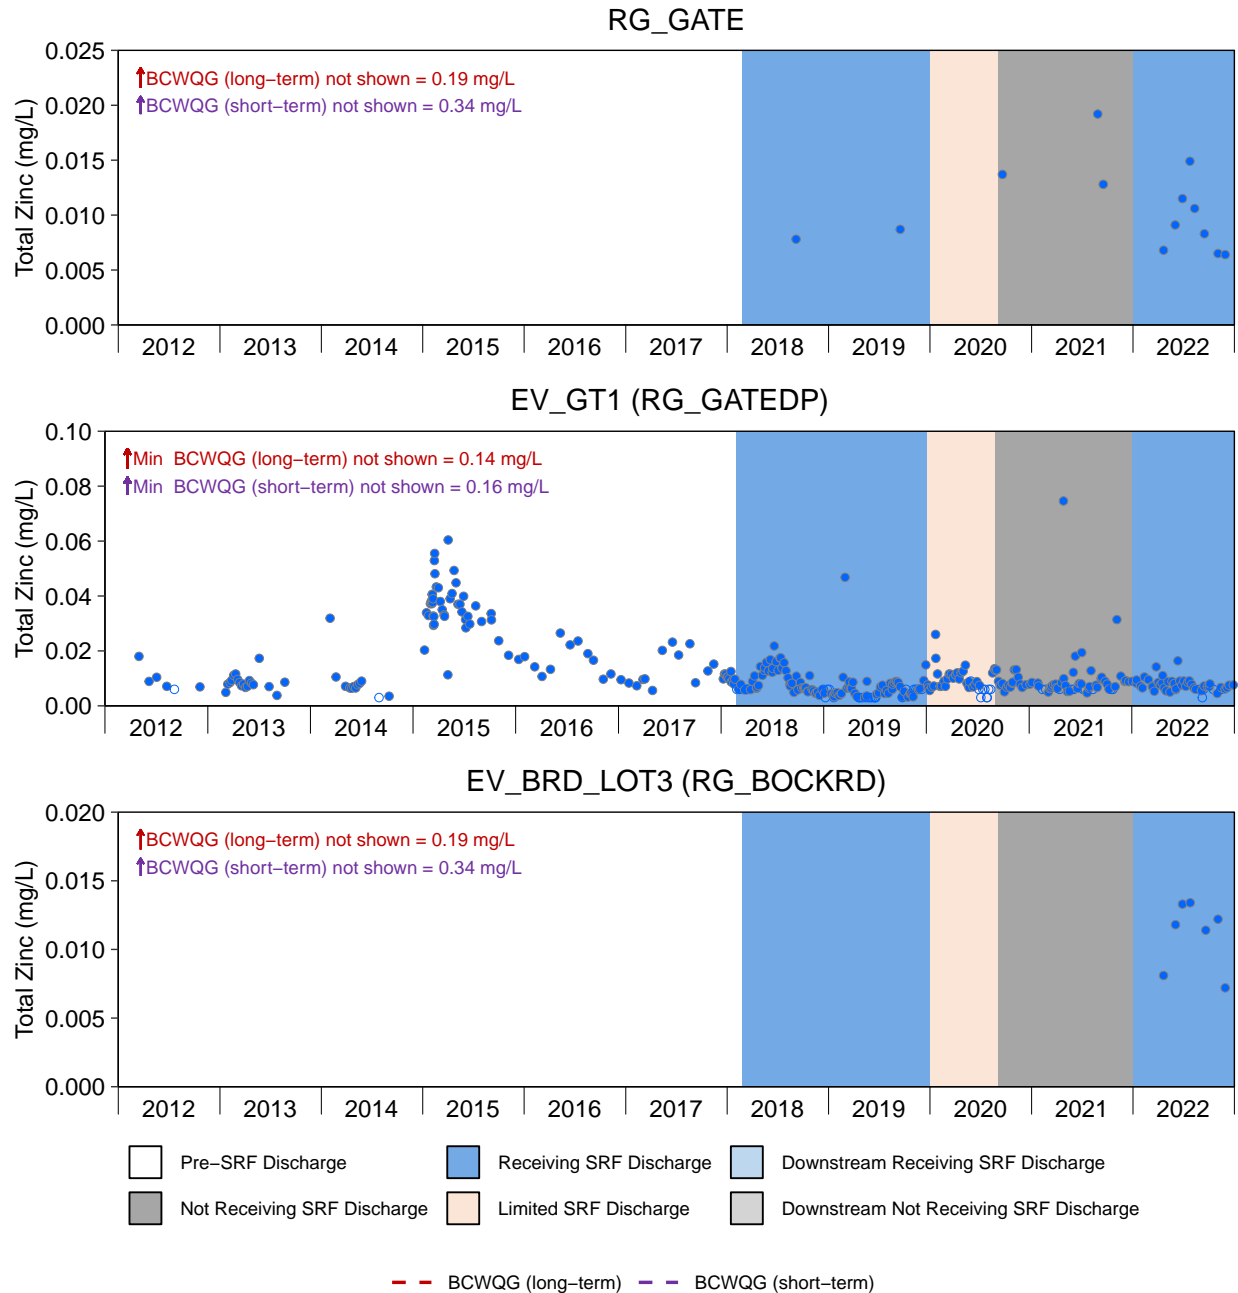 RG_GATE
0.025
0.020
0.015
0.010
0.005
0.000
Total Zinc (mg/L)
BCWQG (long−term) not shown = 0.19 mg/L
BCWQG (short−term) not shown = 0.34 mg/L
2012 2013 2014 2015 2016 2017 2018 2019 2020 2021 2022
EV_GT1 (RG_GATEDP)
0.10
0.08
0.06
0.04
0.02
0.00
Total Zinc (mg/L)
Min BCWQG (long−term) not shown = 0.14 mg/L
Min BCWQG (short−term) not shown = 0.16 mg/L
2012 2013 2014 2015 2016 2017 2018 2019 2020 2021 2022
EV_BRD_LOT3 (RG_BOCKRD)
0.020
0.015
0.010
0.005
0.000
Total Zinc (mg/L)
BCWQG (long−term) not shown = 0.19 mg/L
BCWQG (short−term) not shown = 0.34 mg/L
2012 2013 2014 2015 2016 2017 2018 2019 2020 2021 2022
Pre−SRF Discharge Receiving SRF Discharge Downstream Receiving SRF Discharge
Not Receiving SRF Discharge Limited SRF Discharge Downstream Not Receiving SRF Discharge
BCWQG (long−term) BCWQG (short−term)